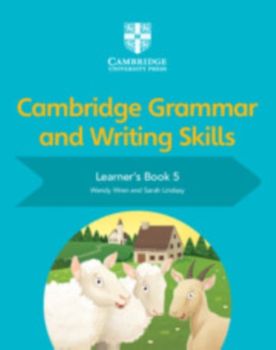 CAMBRIDGE
UNIVERSITY PRESS
Cambridge Grammar
and Writing Skills
Learner's Book 5
Wendy Wren and Sarah Lindsay